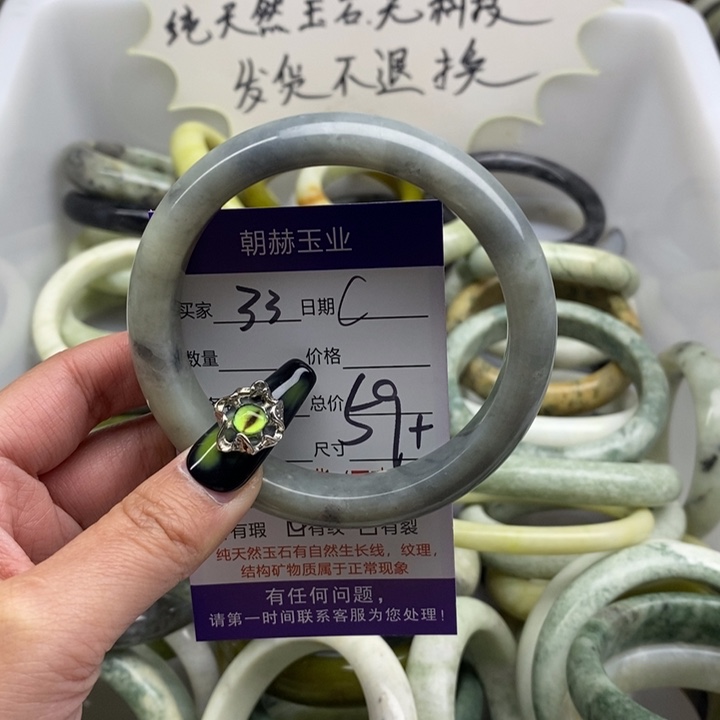 纯天然玉石.无科技
发货不退换
朝赫玉业
买家 33 日期 C
数量 价格
总价 69
尺寸 59+
有瑕 有纹 有裂
纯天然玉石有自然生长线，纹理，
结构矿物质属于正常现象
有任何问题，
请第一时间联系客服为您处理!